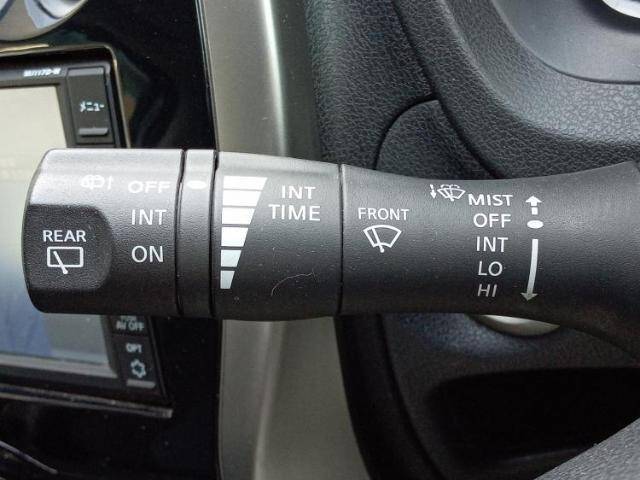 メニュー
OFF
INT
ON
REAR
INT
TIME
FRONT
MIST
OFF
INT
LO
HI
AV OFF
OPT